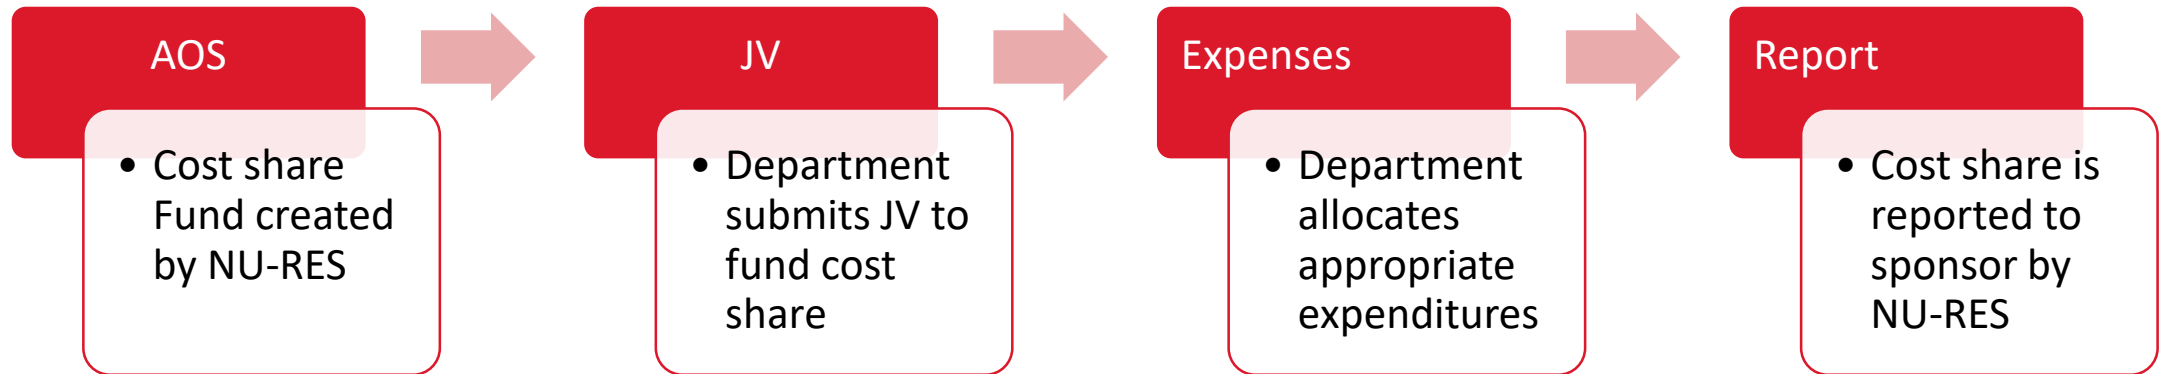 AOS
• Cost share
Fund created
by NU-RES
JV
• Department
submits JV to
fund cost
share
Expenses
• Department
allocates
appropriate
expenditures
Report
• Cost share is
reported to
sponsor by
NU-RES